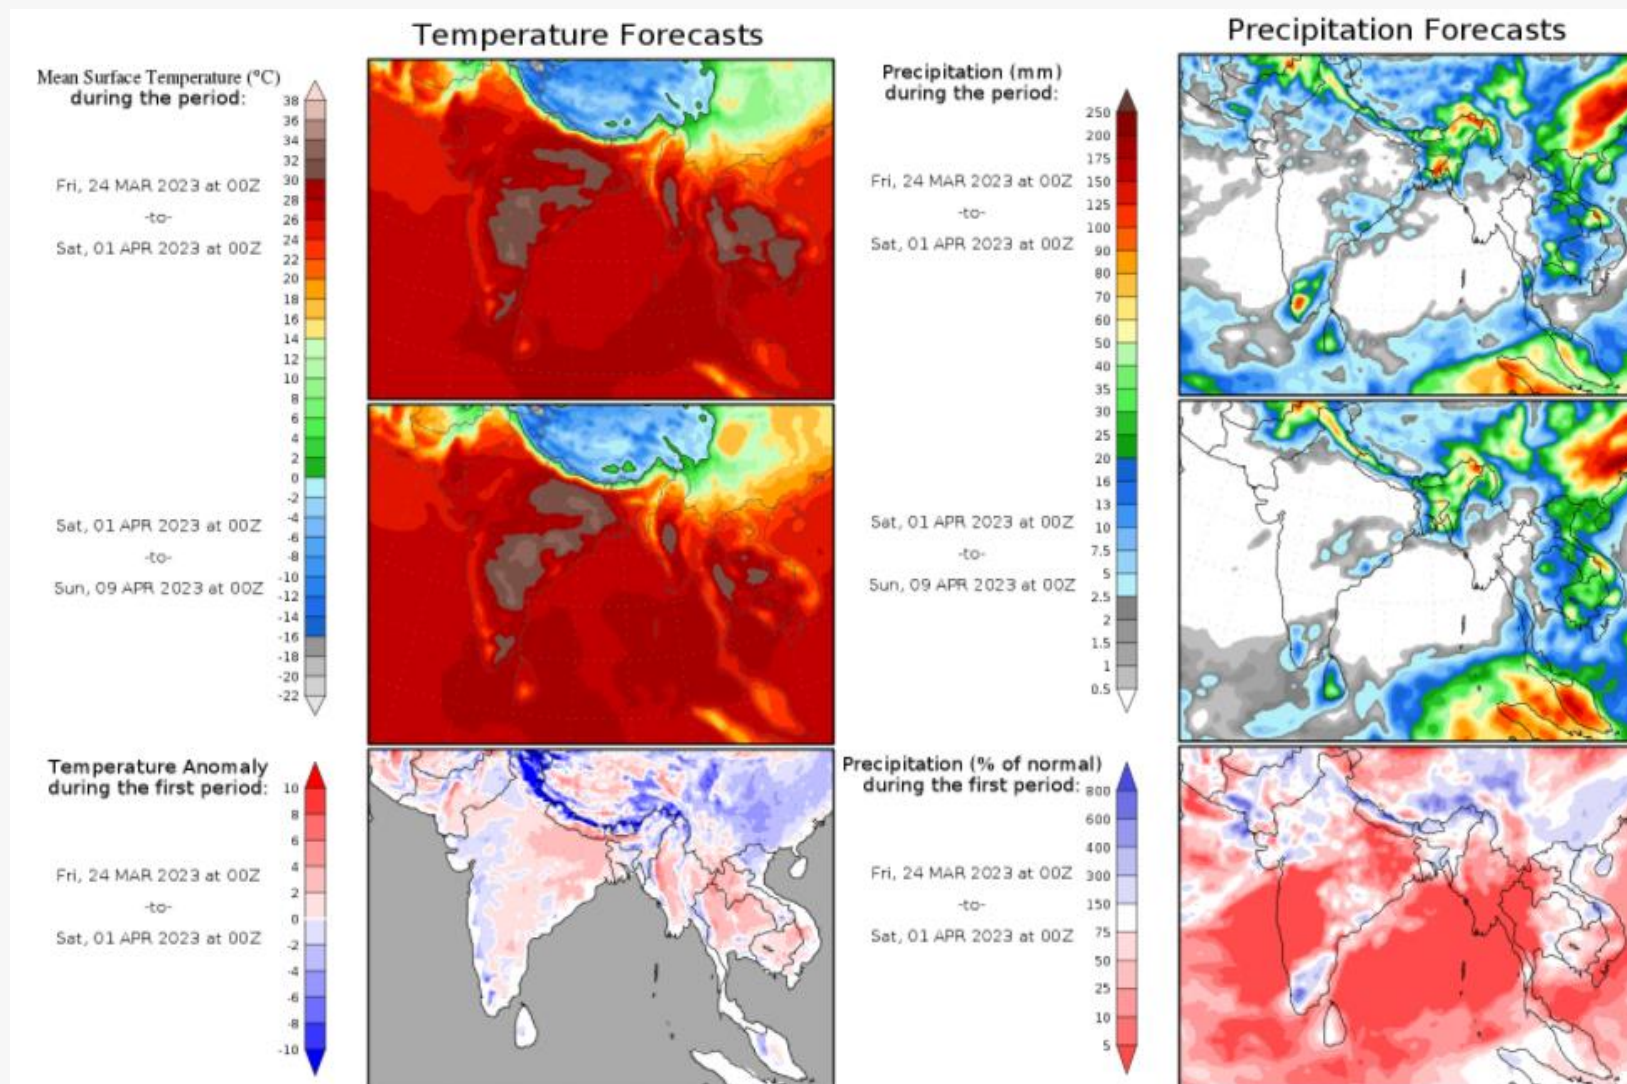 Temperature Forecasts
Mean Surface Temperature (°C)
during the period:
38
36
34
32
30
28
26
24
22
20
18
16
14
12
10
8
6
4
2
0
-2
-4
-6
-8
-10
-12
-14
-16
-18
-20
-22
Fri, 24 MAR 2023 at 00Z
-to-
Sat, 01 APR 2023 at 00Z
Sat, 01 APR 2023 at 00Z
-to-
Sun, 09 APR 2023 at 00Z
Temperature Anomaly
during the first period:
10
8
6
4
2
0
-2
-4
-6
-8
-10
Fri, 24 MAR 2023 at 00Z
-to-
Sat, 01 APR 2023 at 00Z
Precipitation Forecasts
Precipitation (mm)
during the period:
250
200
175
150
125
100
90
80
70
60
50
40
35
30
25
20
16
13
10
7.5
5
2.5
2
1.5
1
0.5
Fri, 24 MAR 2023 at 00Z
-to-
Sat, 01 APR 2023 at 00Z
Sat, 01 APR 2023 at 00Z
-to-
Sun, 09 APR 2023 at 00Z
Precipitation (% of normal)
during the first period:
800
600
400
300
150
75
50
25
10
5
Fri, 24 MAR 2023 at 00Z
-to-
Sat, 01 APR 2023 at 00Z